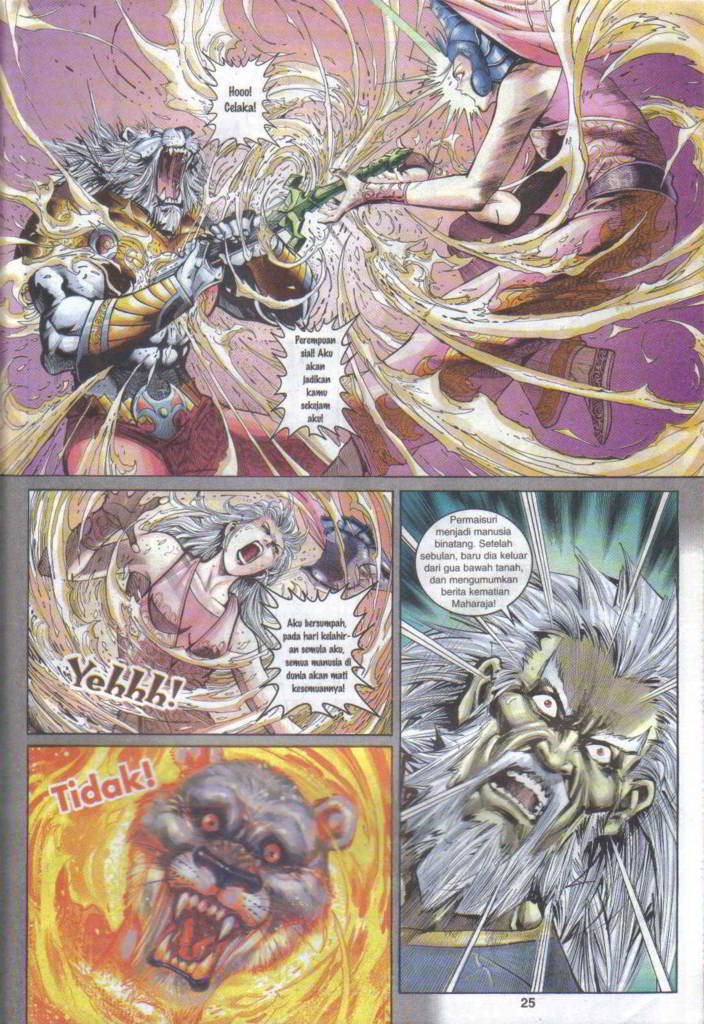 Hooo!
Celaka!
Perempuan
sial! Aku
akan
jadikan
kamu
sekejam
aku!
Aku bersumpah,
pada hari kelahir-
an semula aku,
semua manusia di
dunia akan mati
kesemuannya!
Yehhh!
Permaisuri
menjadi manusia
binatang. Setelah
sebulan, baru dia keluar
dari gua bawah tanah,
dan mengumumkan
berita kematian
Maharaja!
Tidak!
25